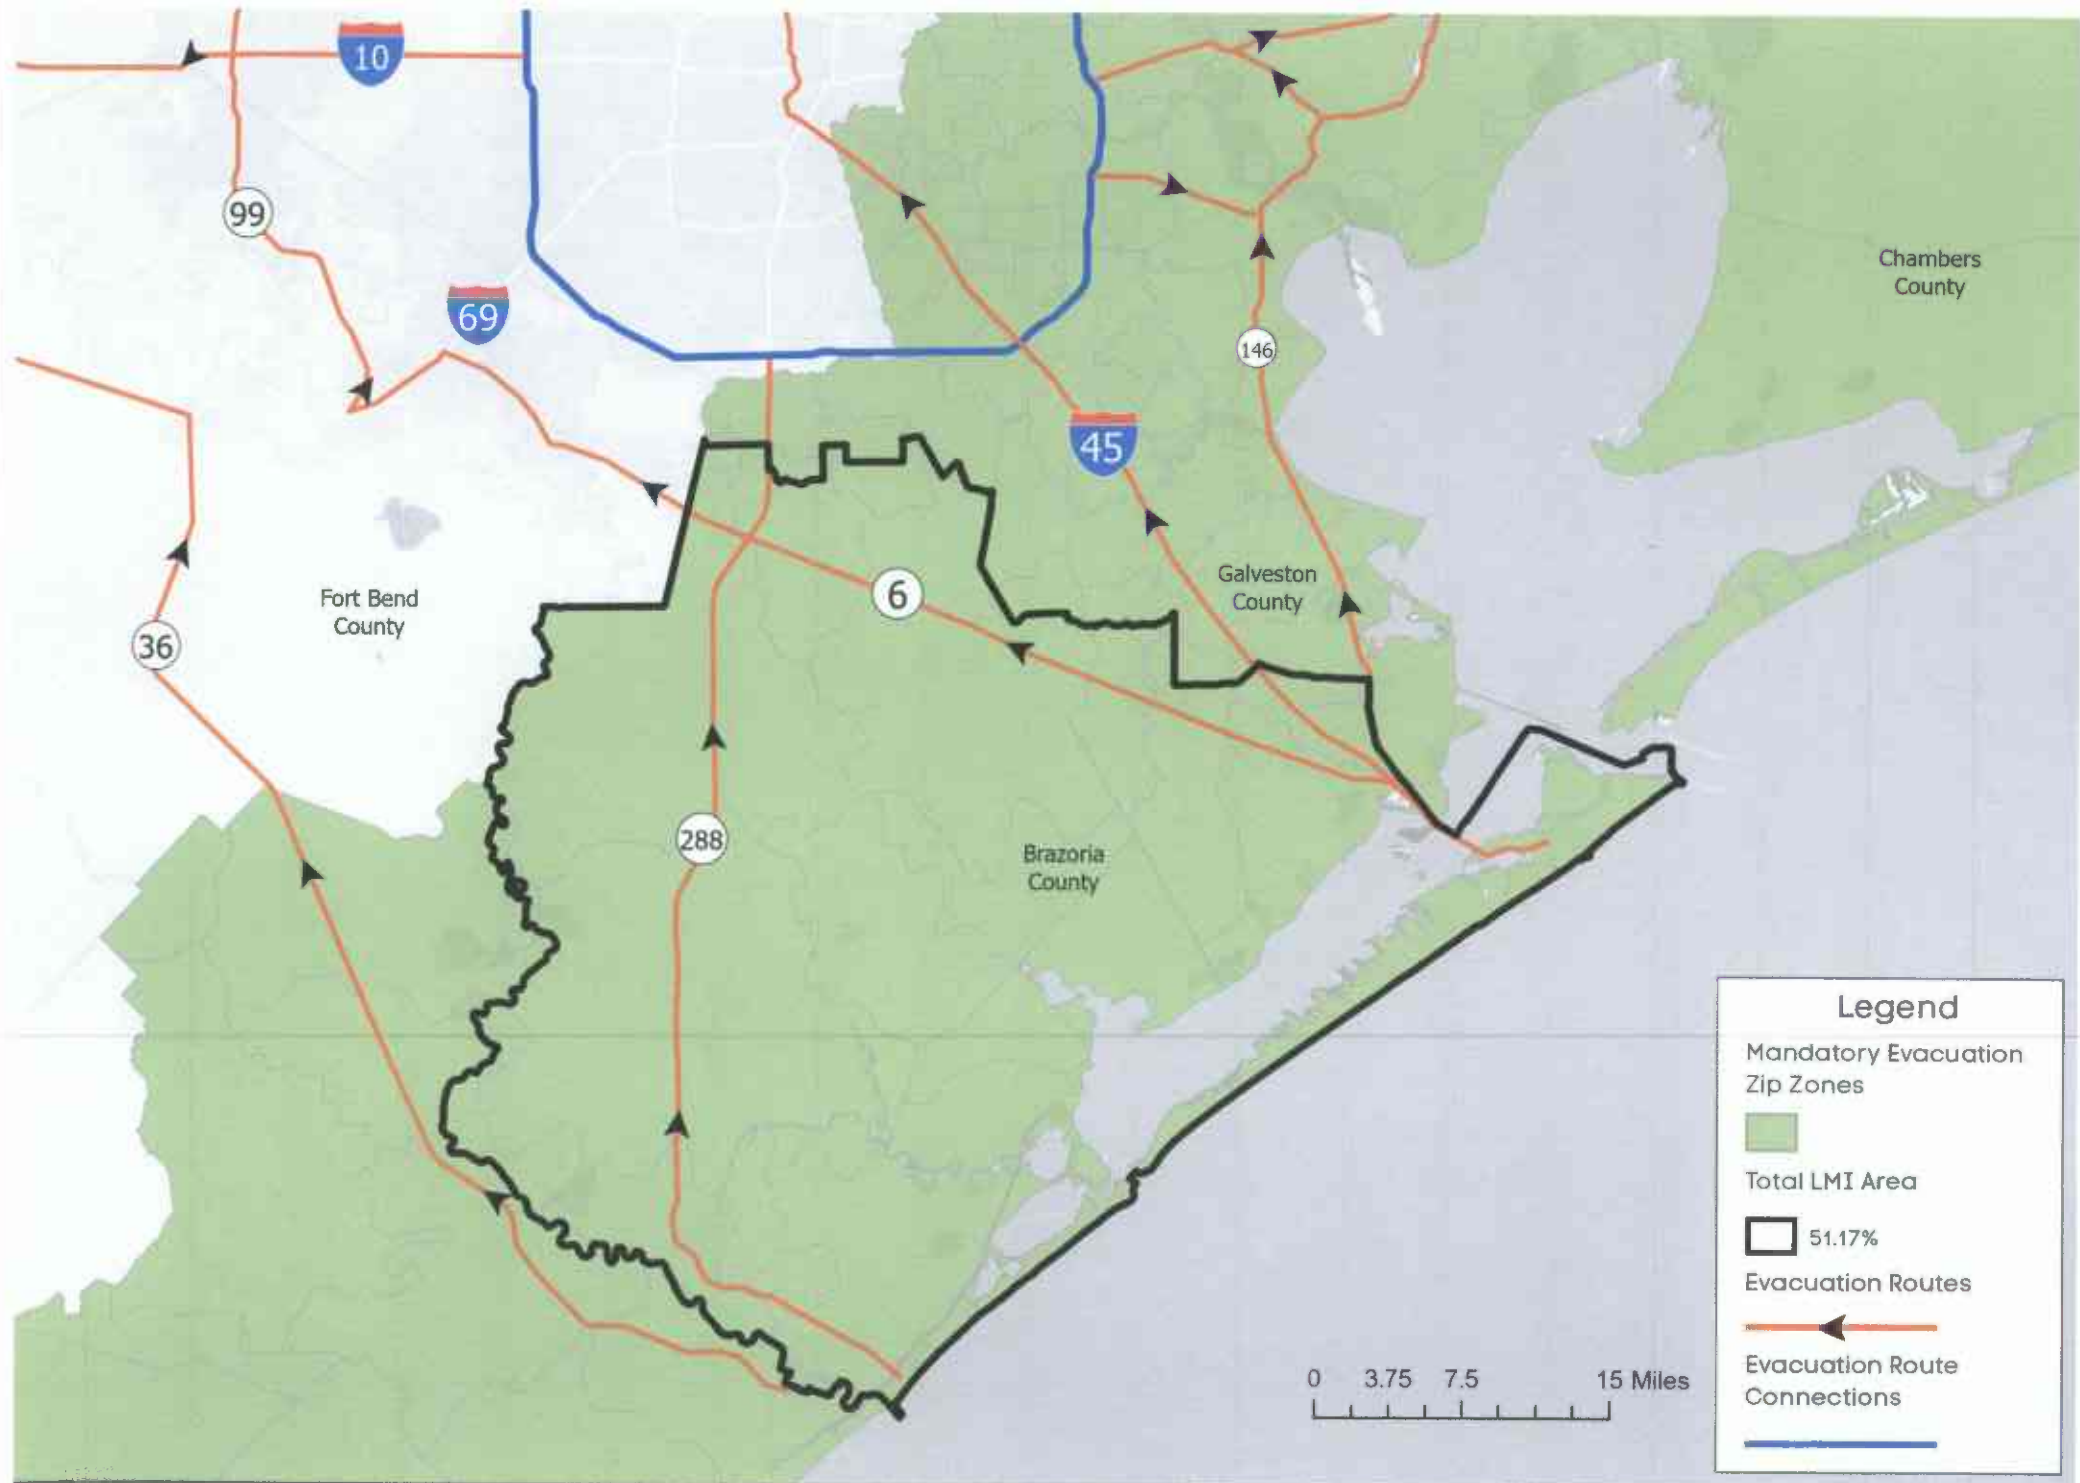 10
99
69
Chambers
County
146
45
Galveston
County
6
Fort Bend
County
36
288
Brazoria
County
Legend
Mandatory Evacuation
Zip Zones
Total LMI Area
51.17%
Evacuation Routes
Evacuation Route
Connections
0 3.75 7.5 15 Miles